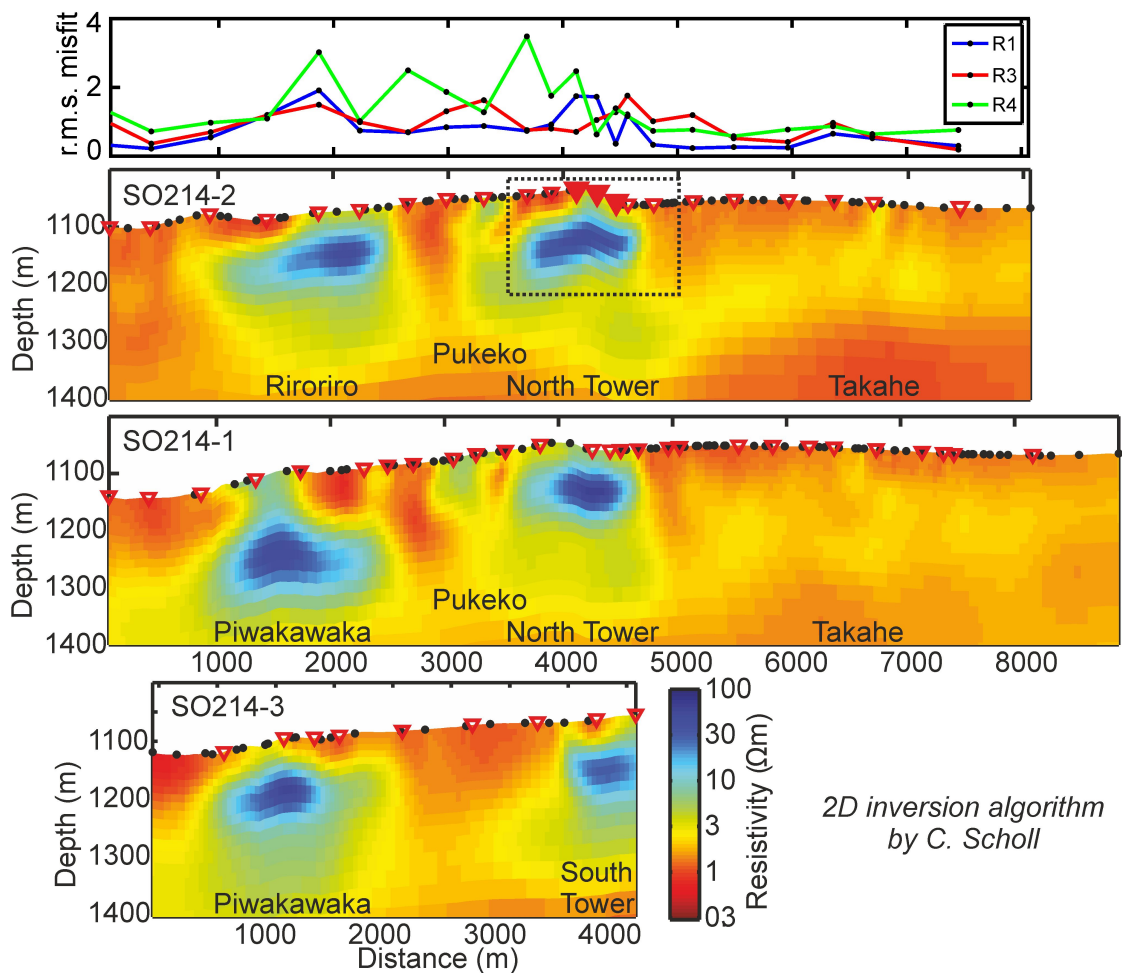 4
2
0
r.m.s. misfit
R1
R3
R4
SO214-2
1100
1200
1300
1400
Depth (m)
Pukeko
Riroriro
North Tower
Takahe
SO214-1
1100
1200
1300
1400
Depth (m)
Pukeko
Piwakawaka
North Tower
Takahe
1000 2000 3000 4000 5000 6000 7000 8000
SO214-3
1100
1200
1300
1400
Depth (m)
South
Tower
Piwakawaka
1000 2000 3000 4000
Distance (m)
100
30
10
3
1
03
Resistivity (Ωm)
2D inversion algorithm
by C. Scholl